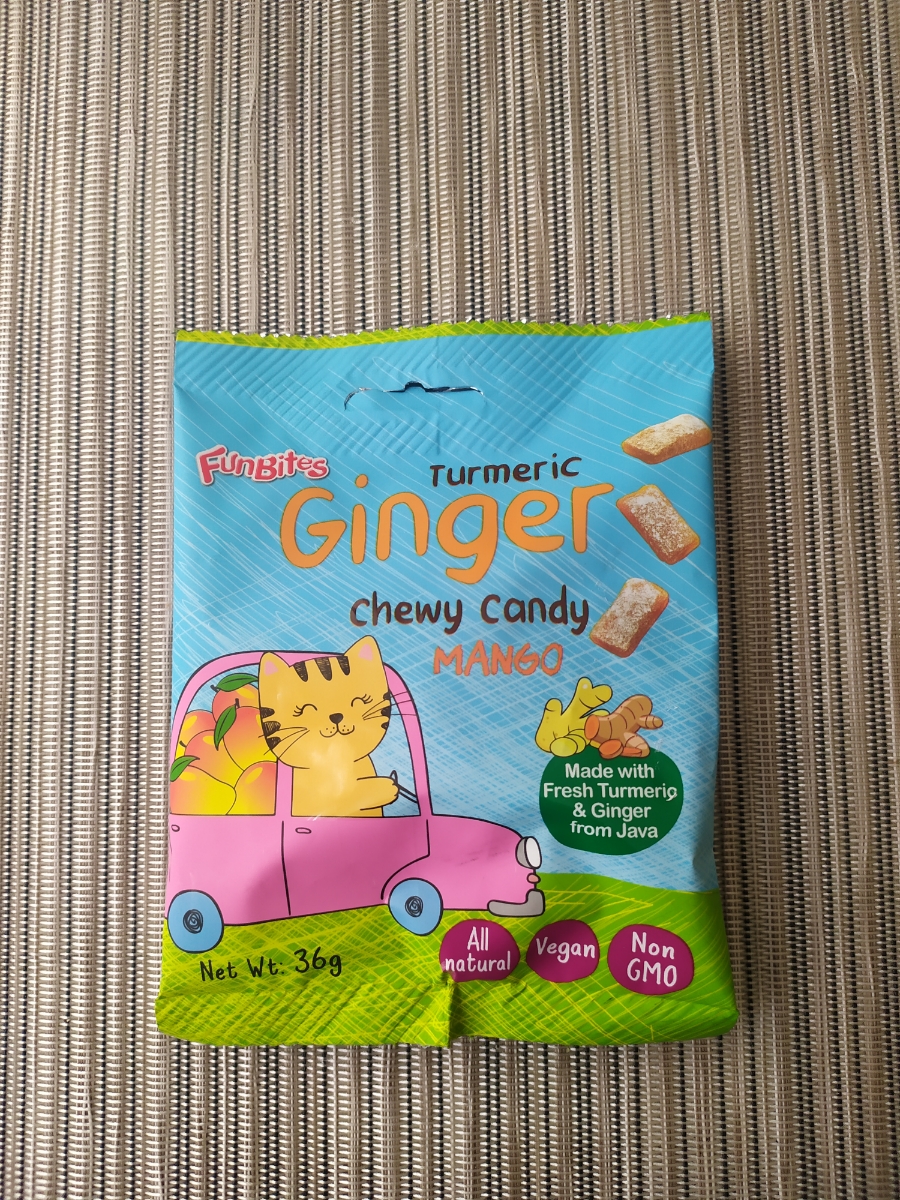 FunBites
Turmeric
Ginger
Chewy Candy
MANGO
Made with
Fresh Turmeric
& Ginger
from Java
All
natural
Vegan
Non
GMO
Net Wt: 36g